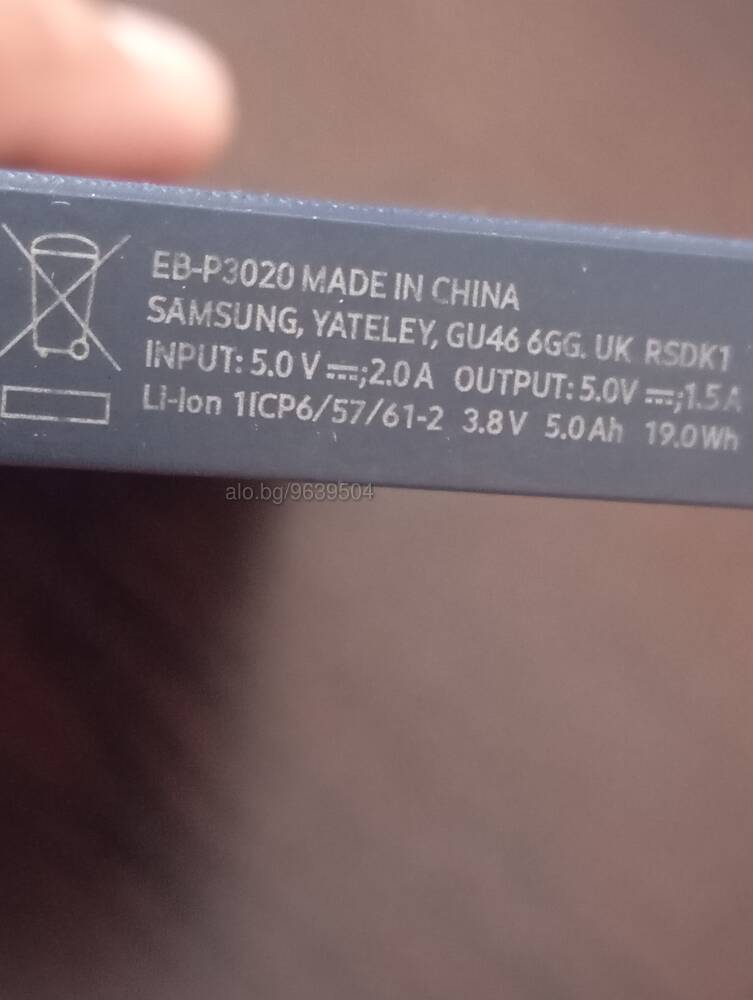 EB-P3020 MADE IN CHINA
SAMSUNG, YATELEY, GU46 6GG. UK RSDK1
INPUT: 5.0 V ⎓;2.0 A OUTPUT: 5.0V ⎓;1.5 A
Li-Ion 1ICP6/57/61-2 3.8 V 5.0 Ah 19.0 Wh
alo.bg/9639504